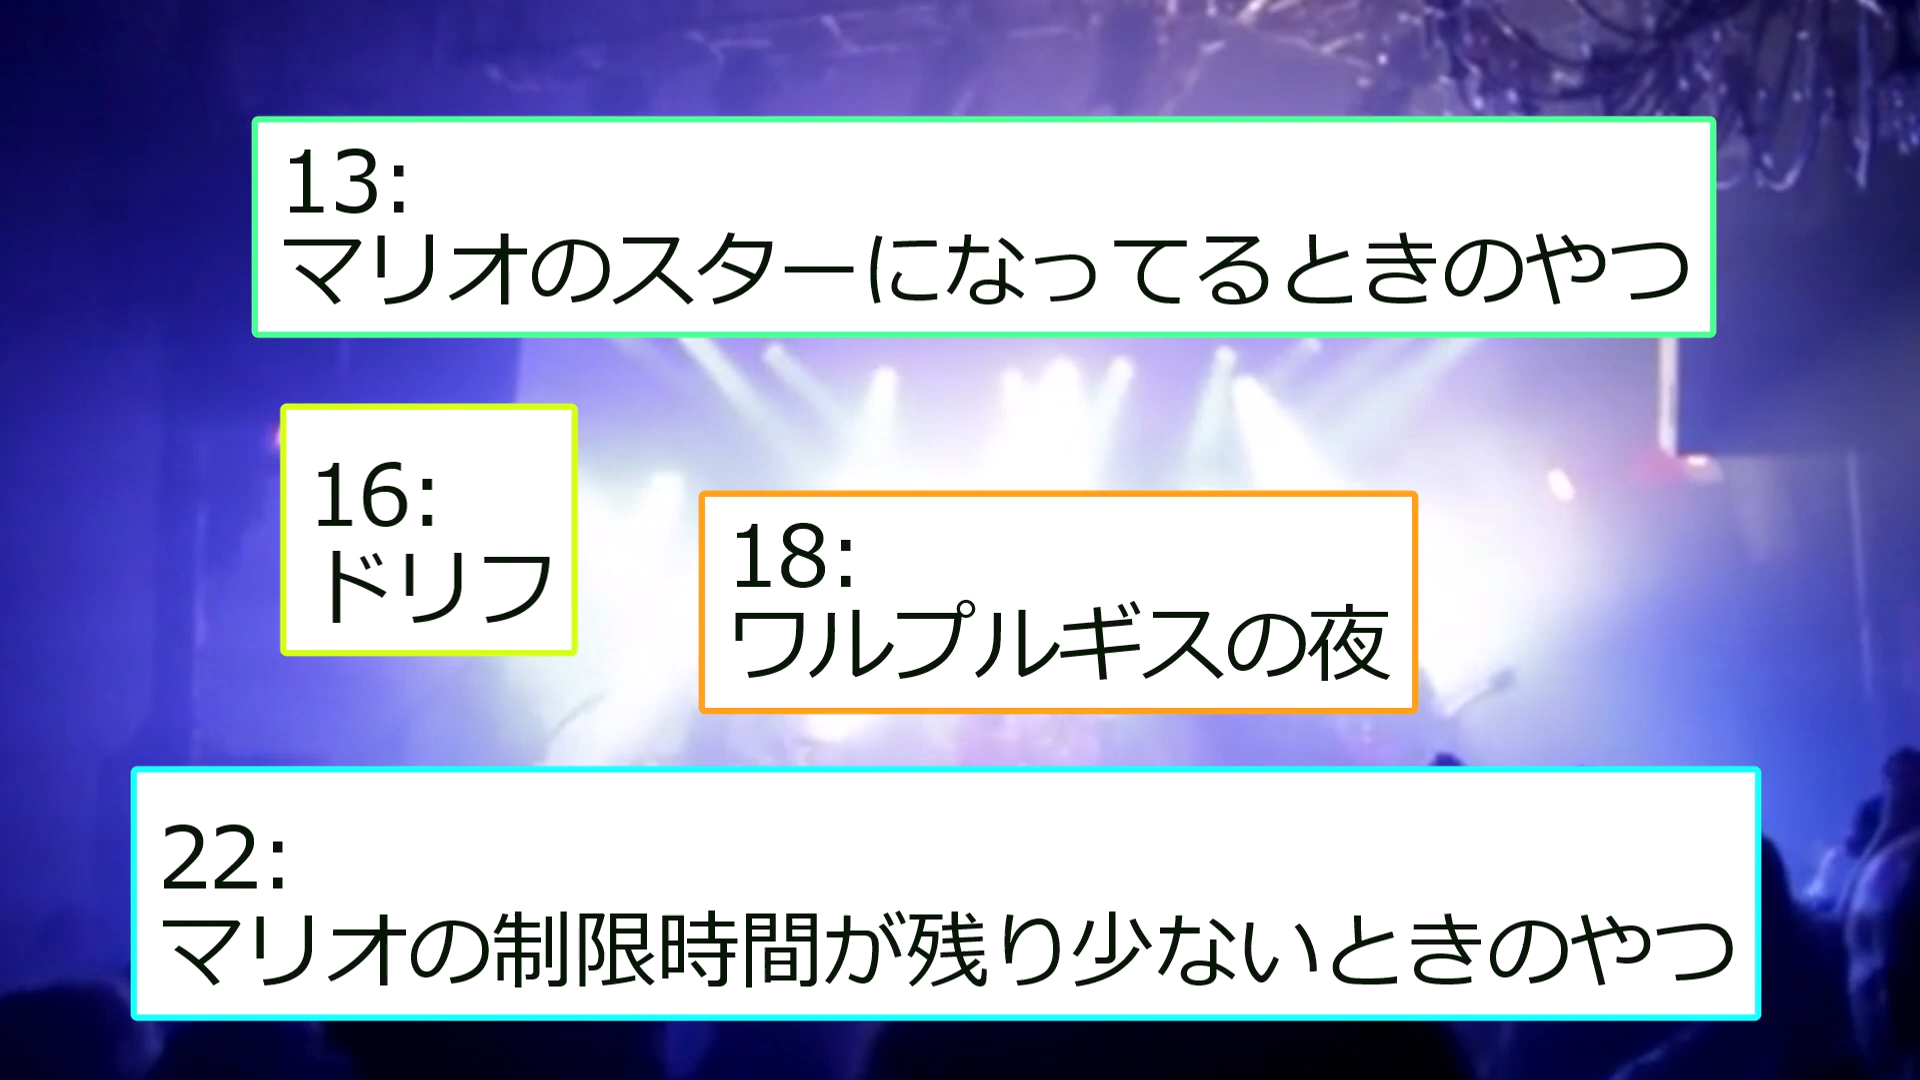 13:
マリオのスターになってるときのやつ
16:
ドリフ
18:
ワルプルギスの夜
22:
マリオの制限時間が残り少ないときのやつ